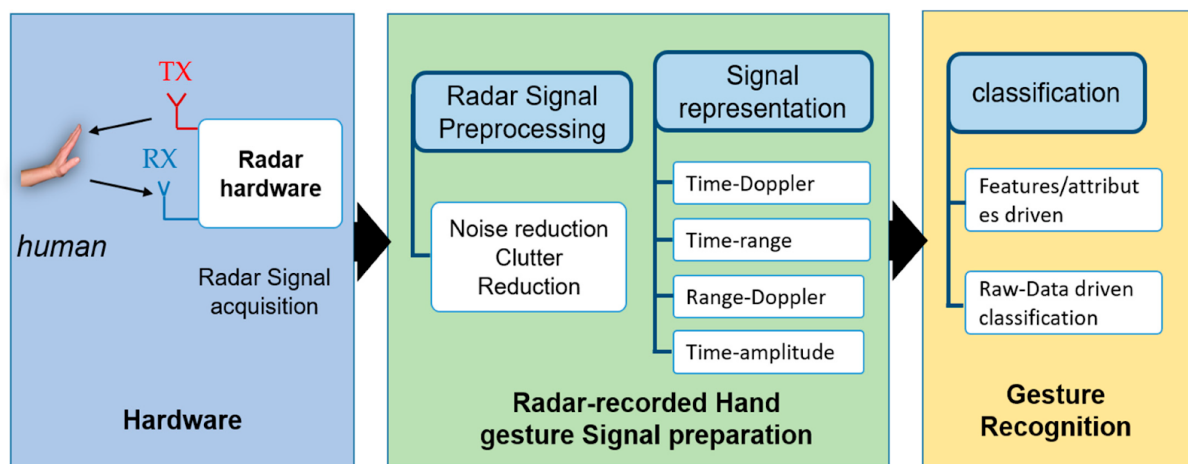 TX
RX
Radar
hardware
human
Radar Signal
acquisition
Hardware
Radar Signal
Preprocessing
Noise reduction
Clutter
Reduction
Signal
representation
Time-Doppler
Time-range
Range-Doppler
Time-amplitude
Radar-recorded Hand
gesture Signal preparation
classification
Features/attribut
es driven
Raw-Data driven
classification
Gesture
Recognition